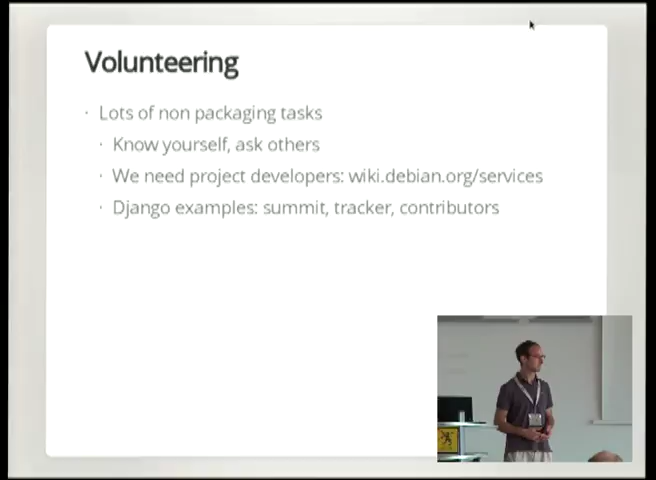 Volunteering
· Lots of non packaging tasks
· Know yourself, ask others
· We need project developers: wiki.debian.org/services
· Django examples: summit, tracker, contributors